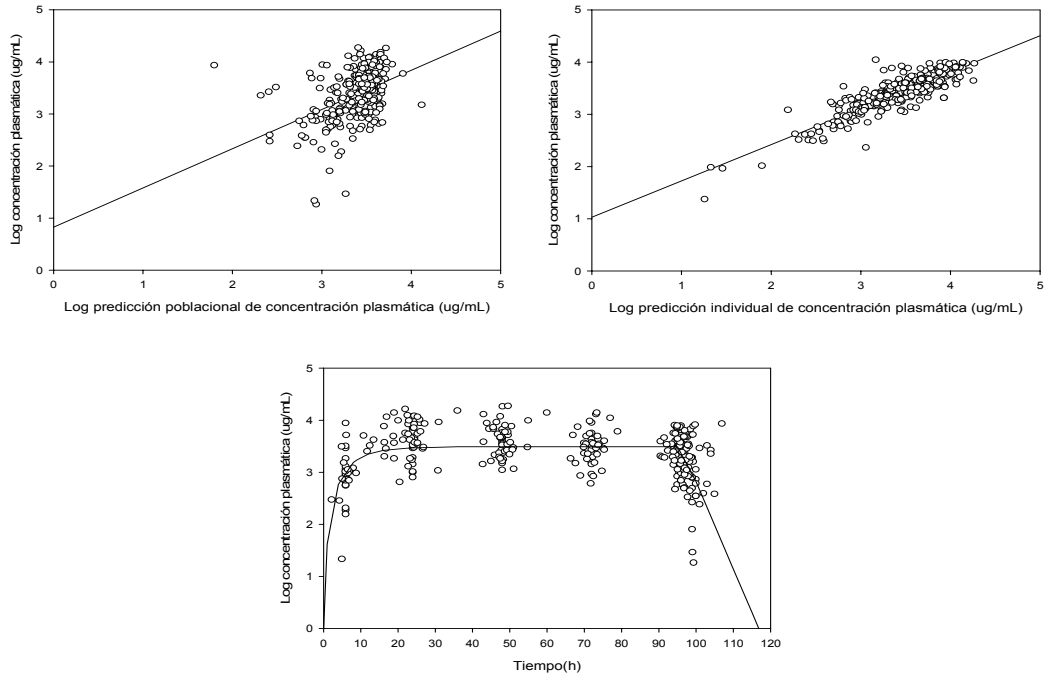 5
4
3
2
1
0
Log concentración plasmática (ug/mL)
0 1 2 3 4 5
Log predicción poblacional de concentración plasmática (ug/mL)
5
4
3
2
1
0
Log concentración plasmática (ug/mL)
0 1 2 3 4 5
Log predicción individual de concentración plasmática (ug/mL)
5
4
3
2
1
0
Log concentración plasmática (ug/mL)
0 10 20 30 40 50 60 70 80 90 100 110 120
Tiempo(h)